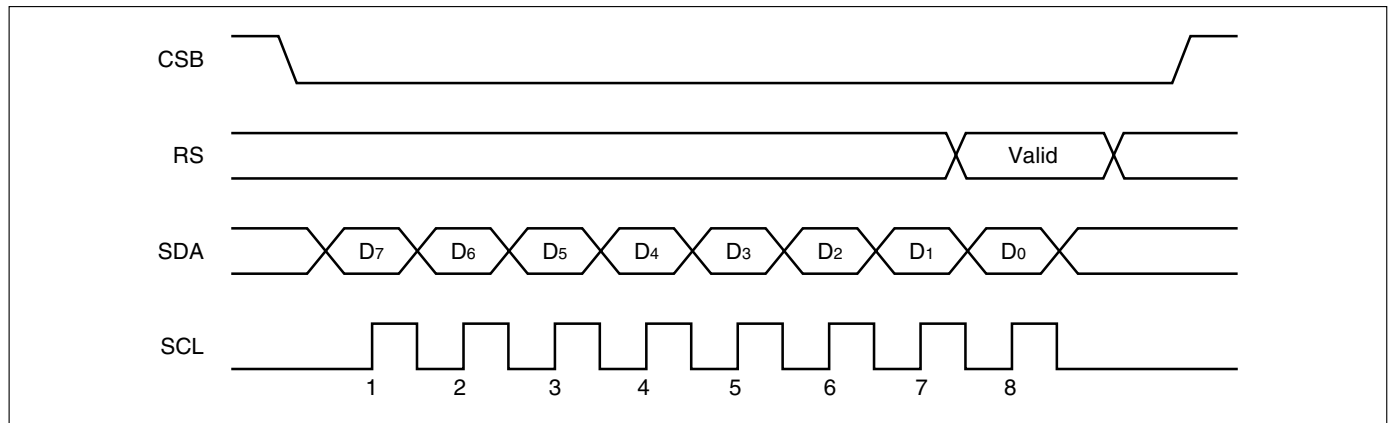 CSB
RS Valid
SDA D7 D6 D5 D4 D3 D2 D1 D0
SCL
1 2 3 4 5 6 7 8